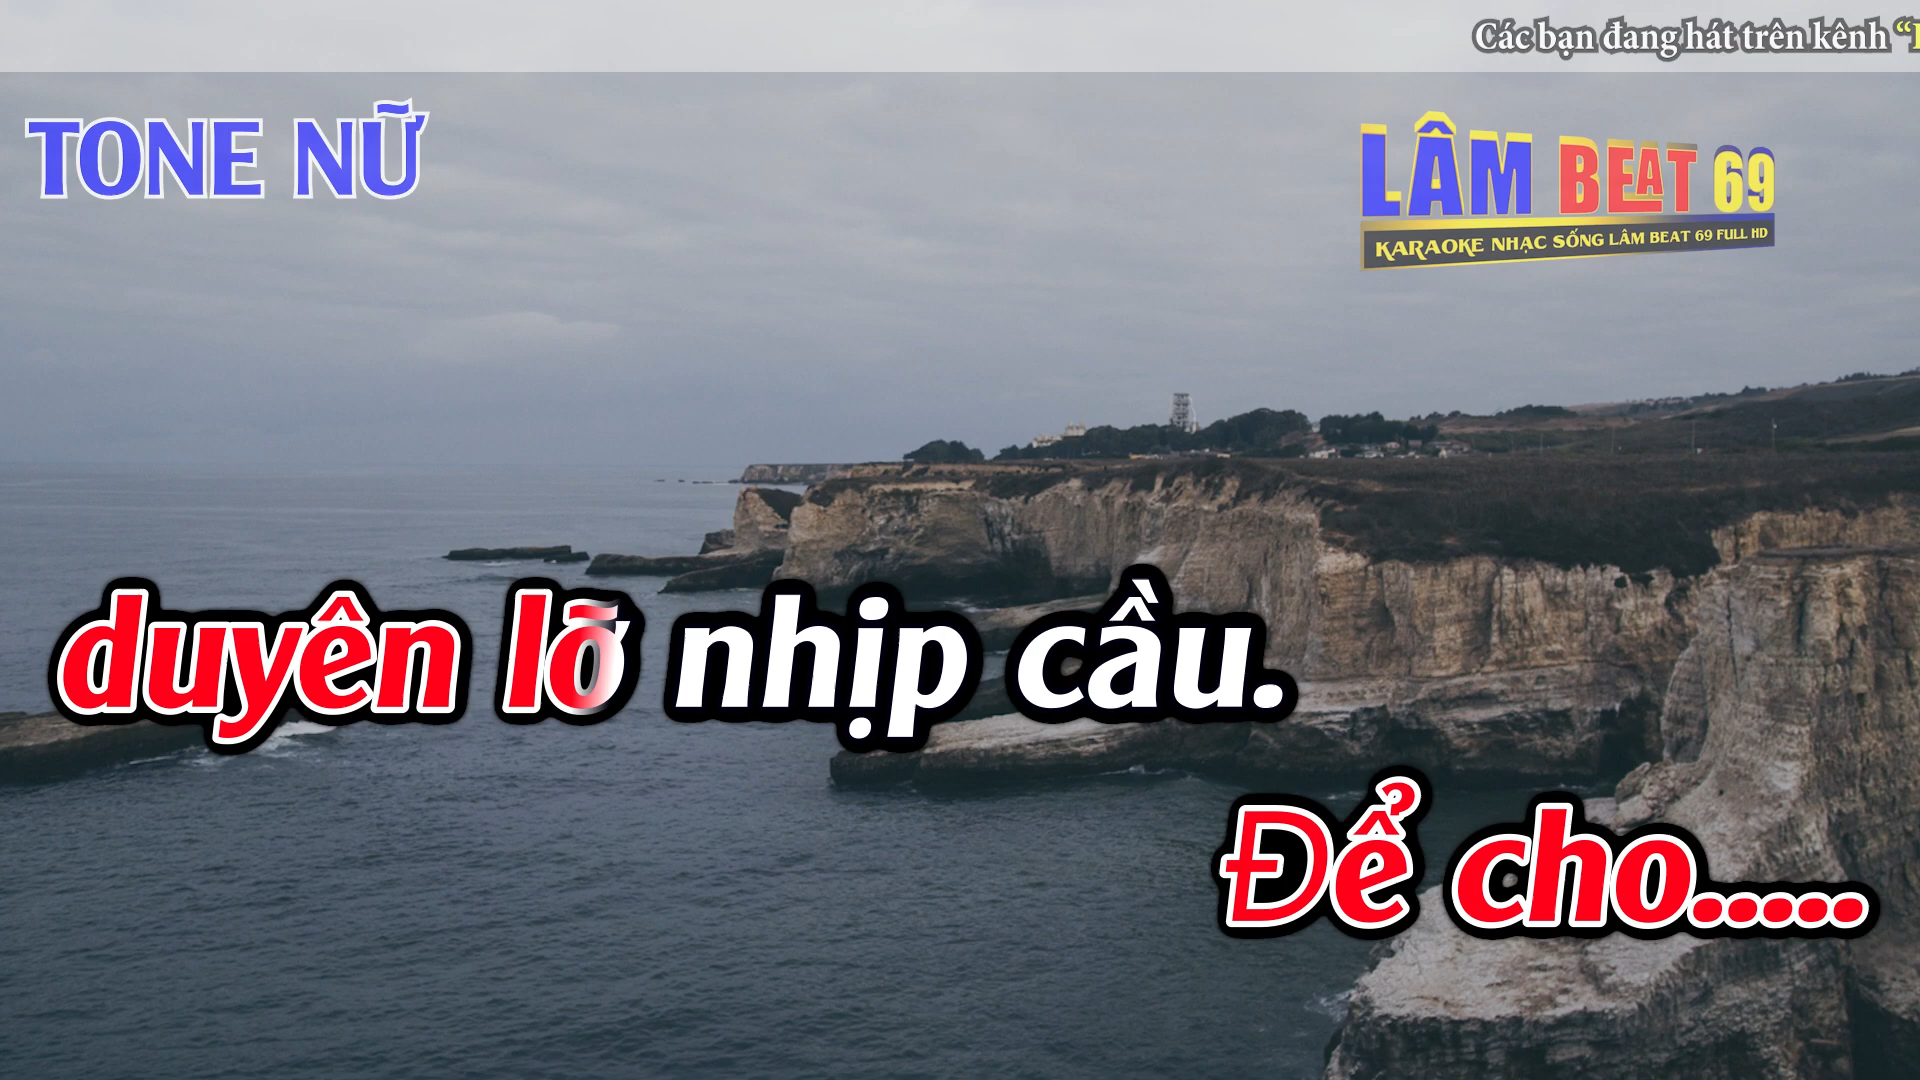 Các bạn đang hát trên kênh “
TONE NỮ
LÂM BEAT 69
KARAOKE NHẠC SỐNG LÂM BEAT 69 FULL HD
duyên lỡ nhịp cầu.
Để cho.....